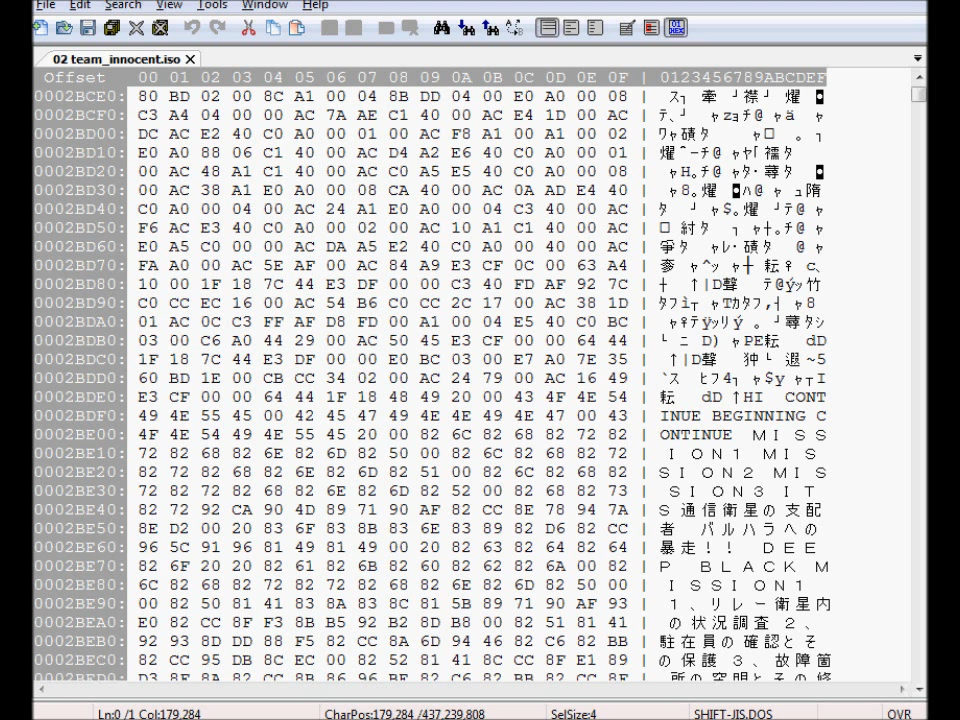 File Edit Search View Tools Window Help
02 team_innocent.iso
Offset 00 01 02 03 04 05 06 07 08 09 0A 0B 0C 0D 0E 0F | 0123456789ABCDEF
0002BCE0: 80 BD 02 00 8C A1 00 04 8B DD 04 00 E0 A0 00 08 |
0002BCF0: C3 A4 04 00 00 AC 7A AE C1 40 00 AC E4 1D 00 AC |
0002BD00: DC AC E2 40 C0 A0 00 01 00 AC F8 A1 00 A1 00 02 |
0002BD10: E0 A0 88 06 C1 40 00 AC D4 A2 E6 40 C0 A0 00 01 |
0002BD20: 00 AC 48 A1 C1 40 00 AC C0 A5 E5 40 C0 A0 00 08 |
0002BD30: 00 AC 38 A1 E0 A0 00 08 CA 40 00 AC 0A AD E4 40 |
0002BD40: C0 A0 00 04 00 AC 24 A1 E0 A0 00 04 C3 40 00 AC |
0002BD50: F6 AC E3 40 C0 A0 00 02 00 AC 10 A1 C1 40 00 AC |
0002BD60: E0 A5 C0 00 00 AC DA A5 E2 40 C0 A0 00 40 00 AC |
0002BD70: FA A0 00 AC 5E AF 00 AC 84 A9 E3 CF 0C 00 63 A4 |
0002BD80: 10 00 1F 18 7C 44 E3 DF 00 00 C3 40 FD AF 92 7C |
0002BD90: C0 CC EC 16 00 AC 54 B6 C0 CC 2C 17 00 AC 38 1D |
0002BDA0: 01 AC 0C C3 FF AF D8 FD 00 A1 00 04 E5 40 C0 BC |
0002BDB0: 03 00 C6 A0 44 29 00 AC 50 45 E3 CF 00 00 64 44 |
0002BDC0: 1F 18 7C 44 E3 DF 00 00 E0 BC 03 00 E7 A0 7E 35 |
0002BDD0: 60 BD 1E 00 CB CC 34 02 00 AC 24 79 00 AC 16 49 |
0002BDE0: E3 CF 00 00 64 44 1F 18 48 49 20 00 43 4F 4E 54 | 耘 dD ↑HI CONT
0002BDF0: 49 4E 55 45 00 42 45 47 49 4E 4E 49 4E 47 00 43 | INUE BEGINNING C
0002BE00: 4F 4E 54 49 4E 55 45 20 00 82 6C 82 68 82 72 82 | ONTINUE MISS
0002BE10: 72 82 68 82 6E 82 6D 82 50 00 82 6C 82 68 82 72 | ION1 MIS
0002BE20: 82 72 82 68 82 6E 82 6D 82 51 00 82 6C 82 68 82 | SION2 MIS
0002BE30: 72 82 72 82 68 82 6E 82 6D 82 52 00 82 68 82 73 | SION3 IT
0002BE40: 82 72 92 CA 90 4D 89 71 90 AF 82 CC 8E 78 94 7A | S通信衛星の支配
0002BE50: 8E D2 00 20 83 6F 83 8B 83 6E 83 89 82 D6 82 CC | 者 バルハラへの
0002BE60: 96 5C 91 96 81 49 81 49 00 20 82 63 82 64 82 64 | 暴走!! DEE
0002BE70: 82 6F 20 20 82 61 82 6B 82 60 82 62 82 6A 00 82 | P BLACK M
0002BE80: 6C 82 68 82 72 82 72 82 68 82 6E 82 6D 82 50 00 | ISSION1
0002BE90: 00 82 50 81 41 83 8A 83 8C 81 5B 89 71 90 AF 93 | 1、リレー衛星内
0002BEA0: E0 82 CC 8F F3 8B B5 92 B2 8D B8 00 82 51 81 41 | の状況調査 2、
0002BEB0: 92 93 8D DD 88 F5 82 CC 8A 6D 94 46 82 C6 82 BB | 駐在員の確認とそ
0002BEC0: 82 CC 95 DB 8C EC 00 82 52 81 41 8C CC 8F E1 89 | の保護 3、故障箇
Ln:0 /1 Col:179,284 CharPos:179,284 /437,239,808 SelSize:4 SHIFT-JIS,DOS OVR